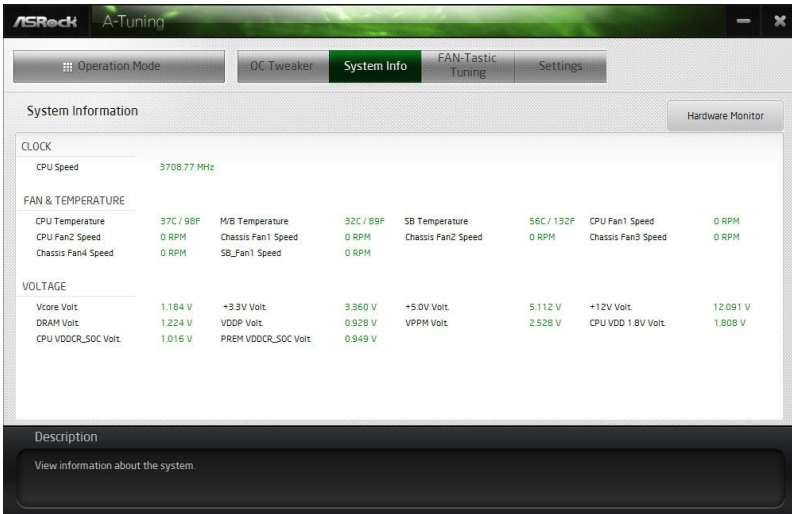 ASRock A-Tuning
Operation Mode OC Tweaker System Info FAN-Tastic Tuning Settings
System Information Hardware Monitor
CLOCK
CPU Speed 3708.77 MHz
FAN & TEMPERATURE
CPU Temperature 37C / 98F M/B Temperature 32C / 89F SB Temperature 56C / 132F CPU Fan1 Speed 0 RPM
CPU Fan2 Speed 0 RPM Chassis Fan1 Speed 0 RPM Chassis Fan2 Speed 0 RPM Chassis Fan3 Speed 0 RPM
Chassis Fan4 Speed 0 RPM SB_Fan1 Speed 0 RPM
VOLTAGE
Vcore Volt. 1.184 V +3.3V Volt. 3.360 V +5.0V Volt. 5.112 V +12V Volt. 12.091 V
DRAM Volt. 1.224 V VDDP Volt. 0.928 V VPPM Volt. 2.528 V CPU VDD 1.8V Volt. 1.808 V
CPU VDDCR_SOC Volt. 1.016 V PREM VDDCR_SOC Volt. 0.949 V
Description
View information about the system.